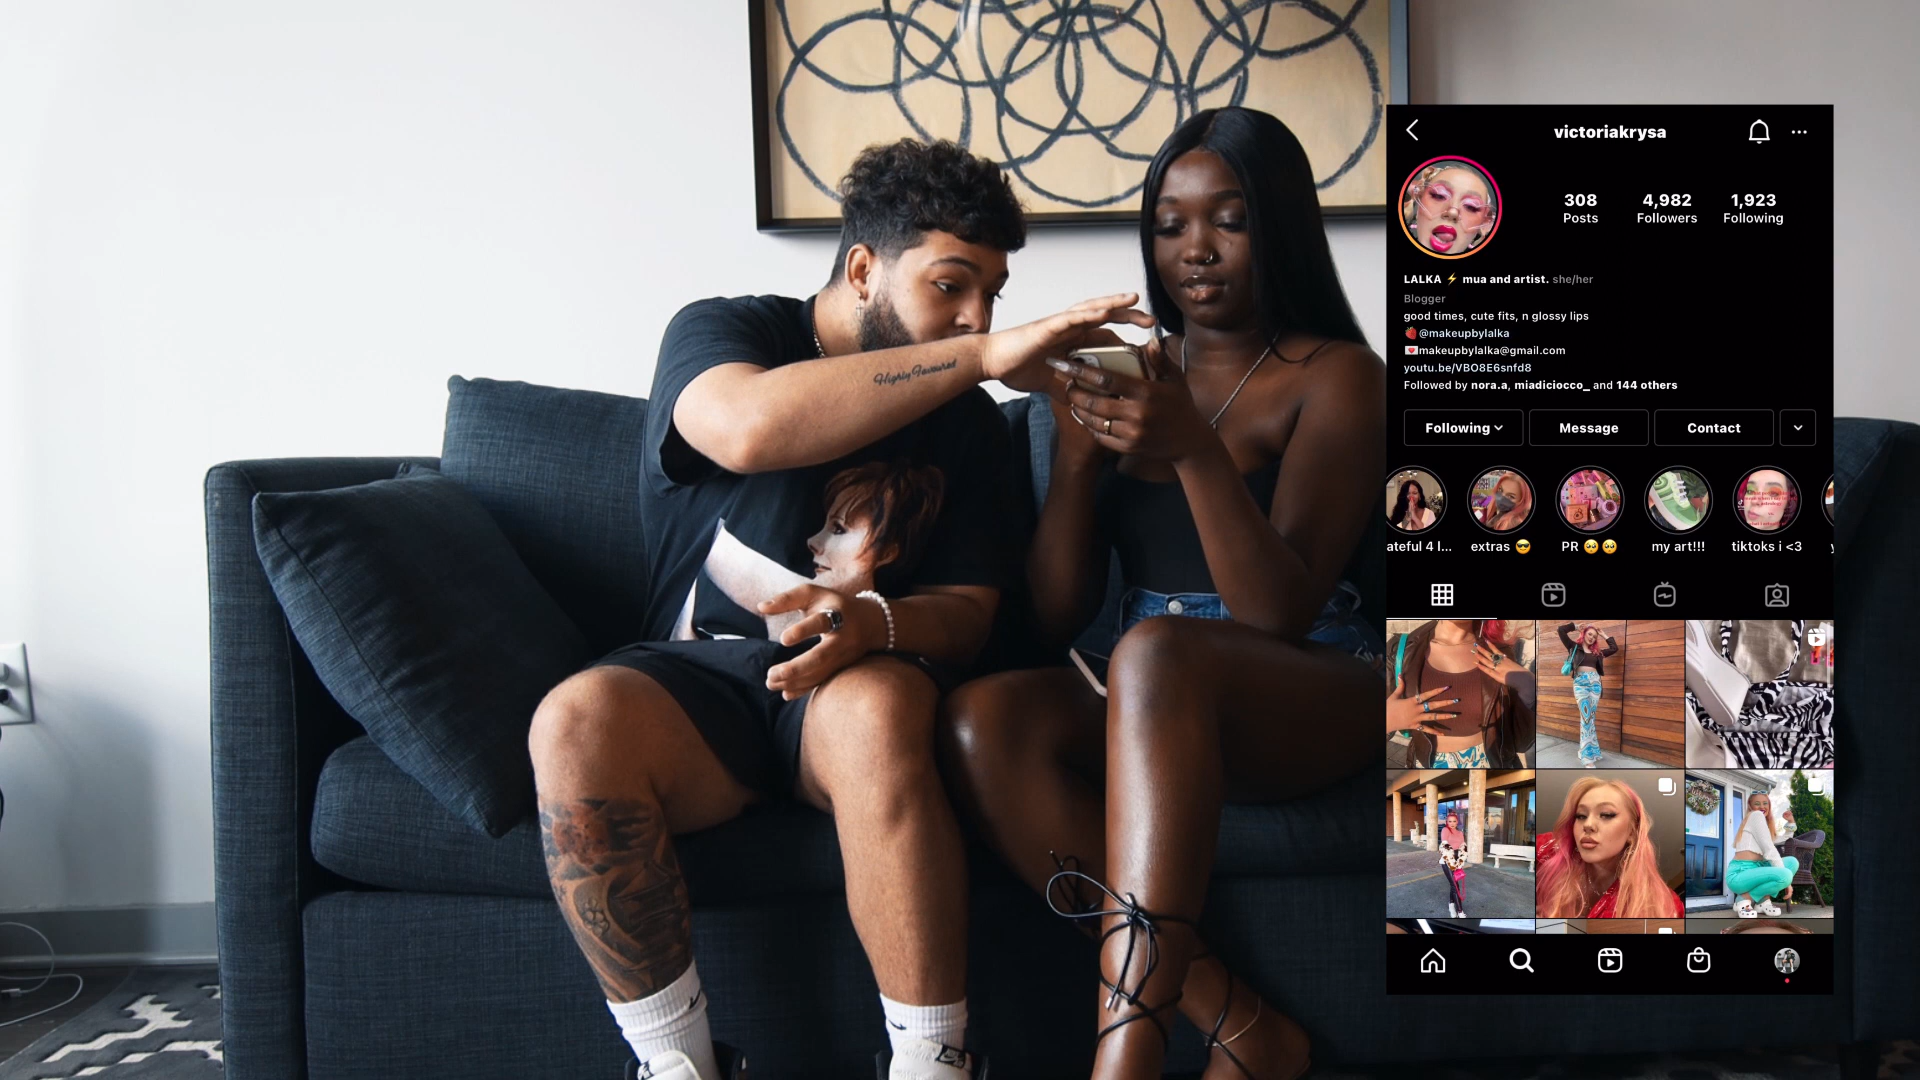 Highly Favoured
victoriakrysa
308
Posts
4,982
Followers
1,923
Following
LALKA ⚡ mua and artist. she/her
Blogger
good times, cute fits, n glossy lips
🍓@makeupbylalka
💌makeupbylalka@gmail.com
youtu.be/VBO8E6snfd8
Followed by nora.a, miadiciocco_ and 144 others
Following
Message
Contact
ateful 4 l...
extras 😎
PR 🥺🥺
my art!!!
tiktoks i <3